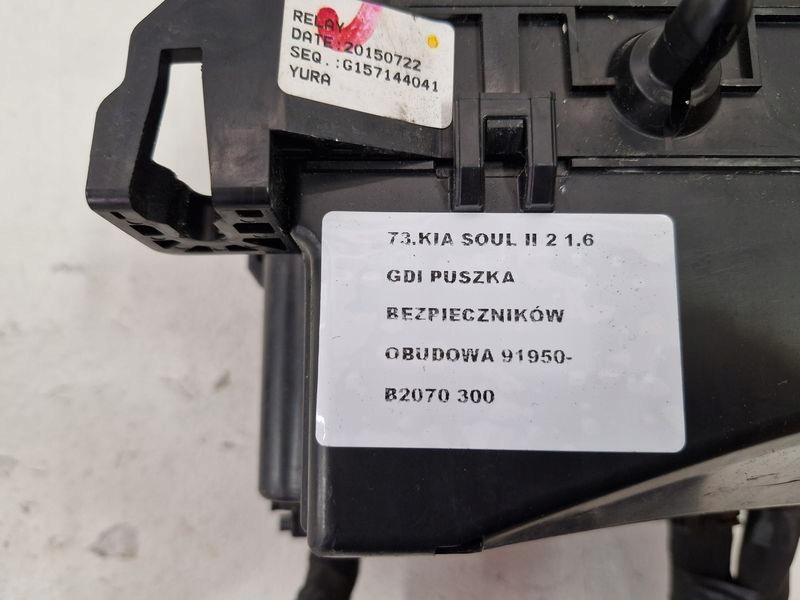 RELAY
DATE:20150722
SEQ.:G157144041
YURA
73.KIA SOUL II 2 1.6
GDI PUSZKA
BEZPIECZNIKÓW
OBUDOWA 91950-
B2070 300